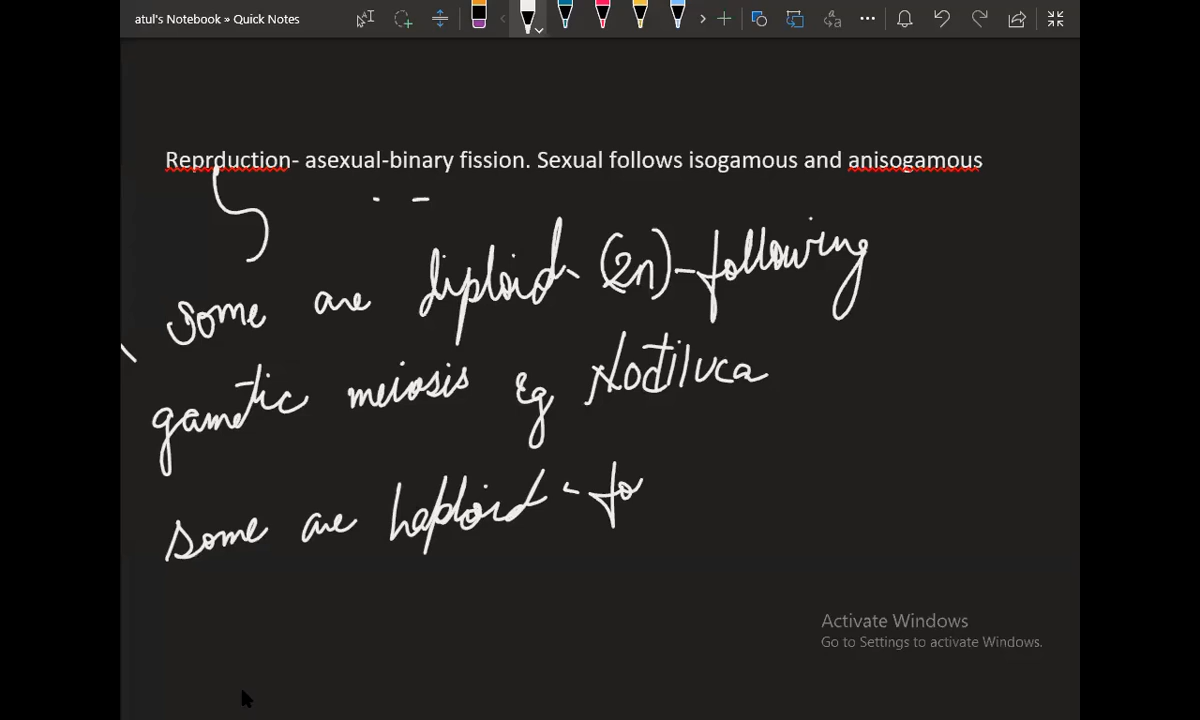 atul's Notebook » Quick Notes
Reprduction- asexual-binary fission. Sexual follows isogamous and anisogamous
some are diploid - (2n) - following
gametic meiosis Eg Noctiluca
some are haploid - fo
Activate Windows
Go to Settings to activate Windows.